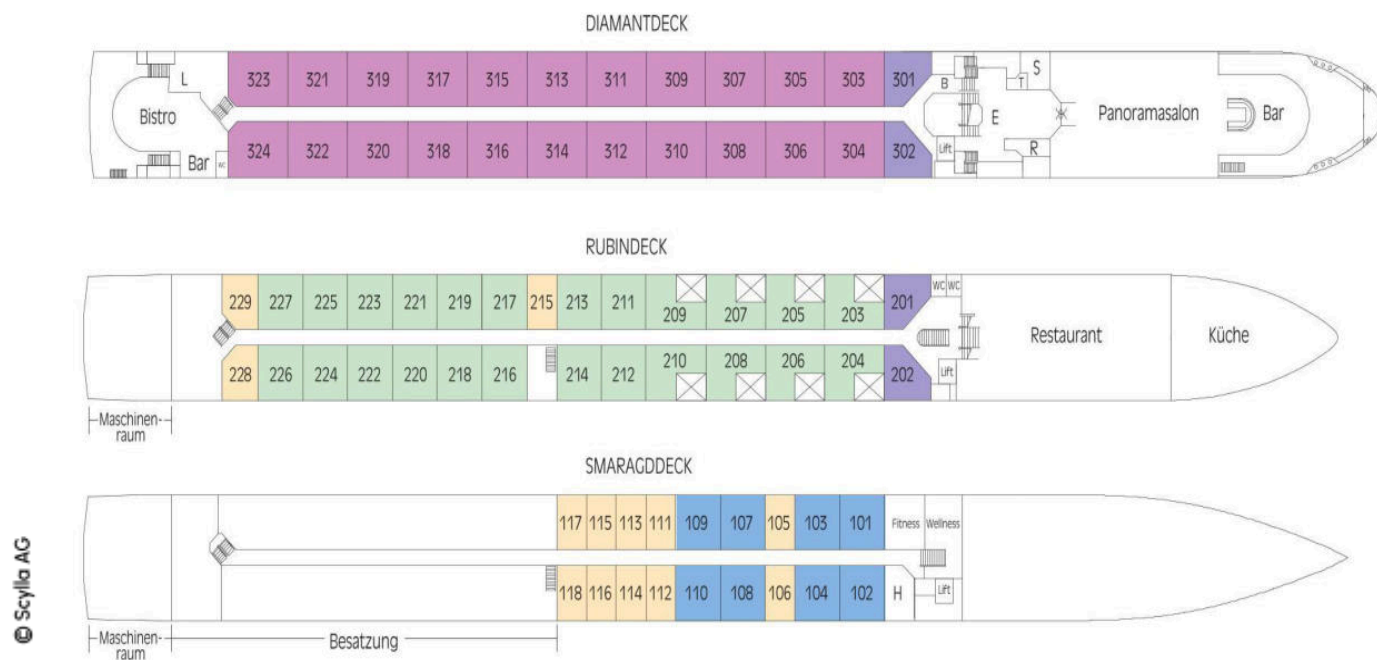 DIAMANTDECK
L 323 321 319 317 315 313 311 309 307 305 303 301 B S T
Bistro E Panoramasalon Bar
Bar WC 324 322 320 318 316 314 312 310 308 306 304 302 Lift R
RUBINDECK
229 227 225 223 221 219 217 215 213 211 209 207 205 203 201 WC WC
Restaurant Küche
228 226 224 222 220 218 216 214 212 210 208 206 204 202 Lift
Maschinen-
raum
SMARAGDDECK
117 115 113 111 109 107 105 103 101 Fitness Wellness
118 116 114 112 110 108 106 104 102 H Lift
Maschinen-
raum
Besatzung
© Scylla AG